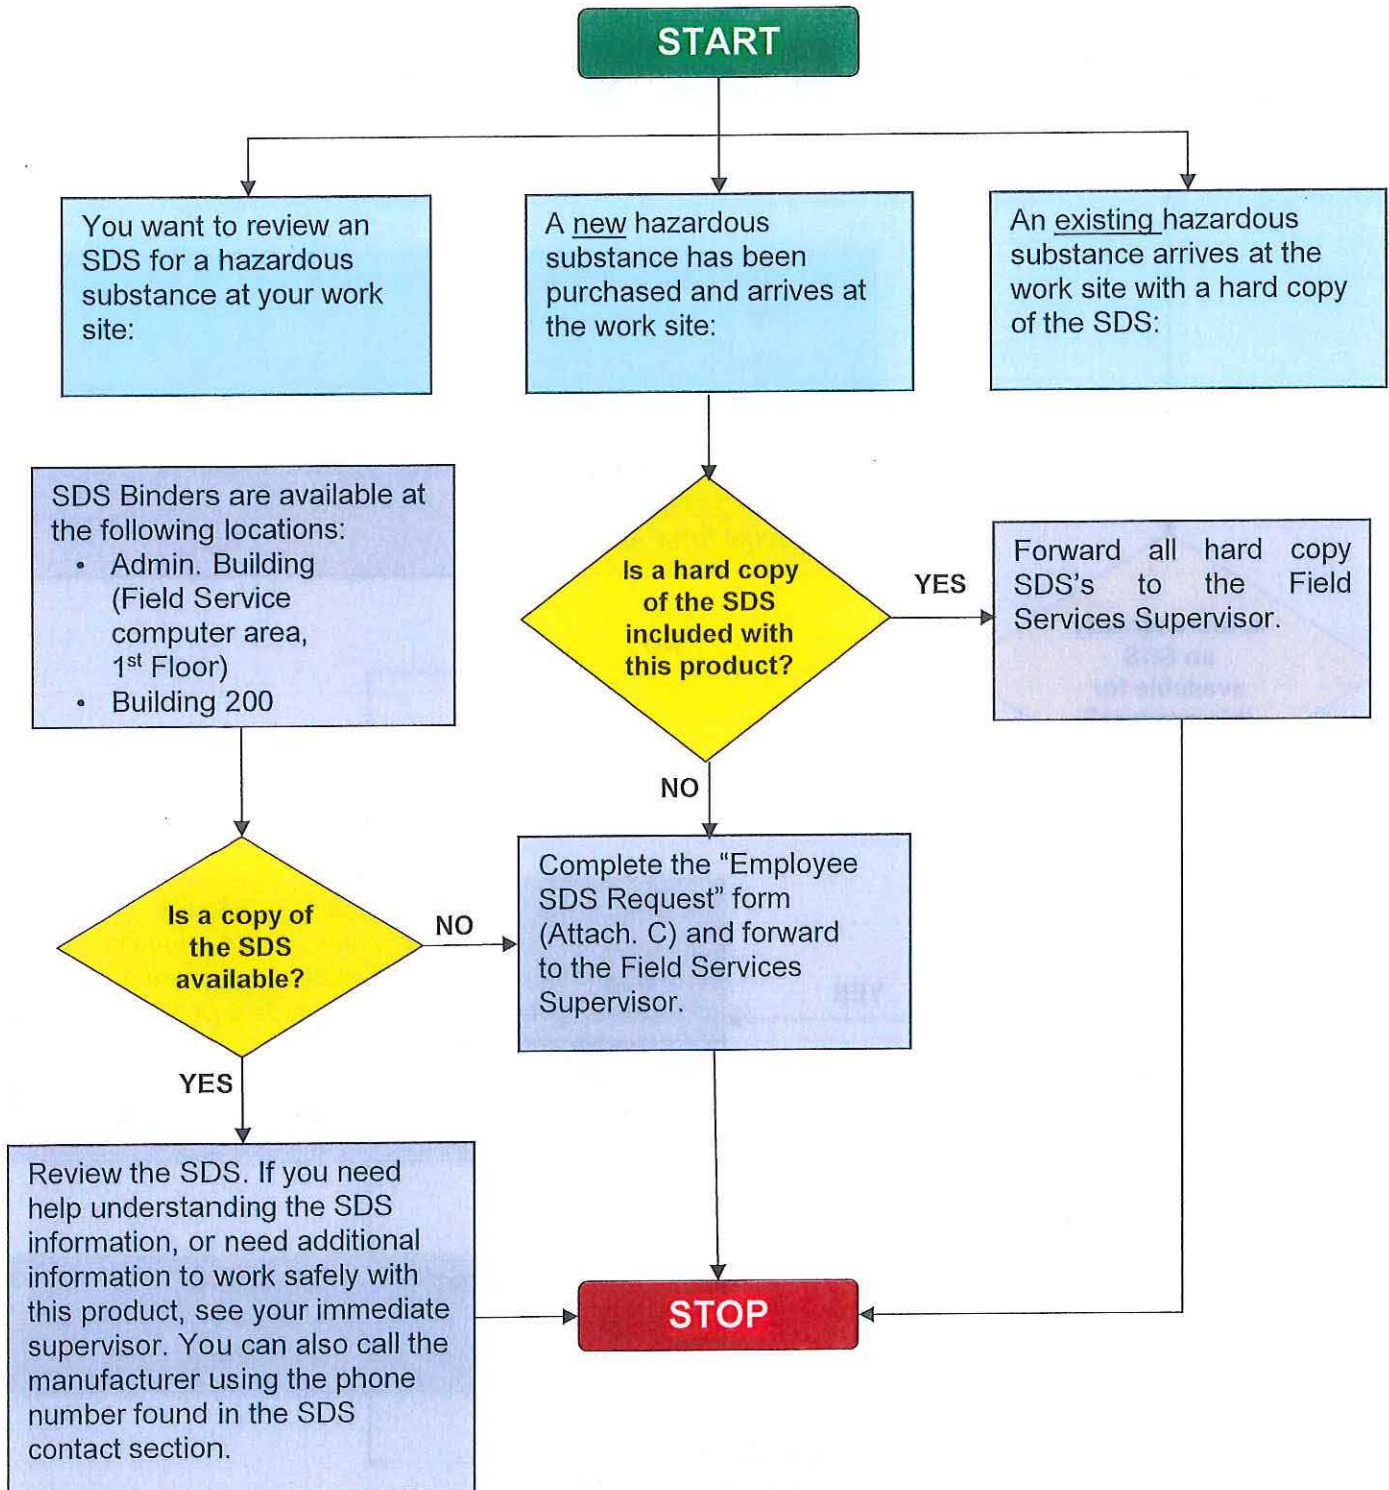 START
You want to review an
SDS for a hazardous
substance at your work
site:
A new hazardous
substance has been
purchased and arrives at
the work site:
An existing hazardous
substance arrives at the
work site with a hard copy
of the SDS:
SDS Binders are available at
the following locations:
• Admin. Building
(Field Service
computer area,
1st Floor)
• Building 200
Is a hard copy
of the SDS
included with
this product?
YES
Forward all hard copy
SDS's to the Field
Services Supervisor.
NO
Is a copy of
the SDS
available?
NO
Complete the “Employee
SDS Request” form
(Attach. C) and forward
to the Field Services
Supervisor.
YES
Review the SDS. If you need
help understanding the SDS
information, or need additional
information to work safely with
this product, see your immediate
supervisor. You can also call the
manufacturer using the phone
number found in the SDS
contact section.
STOP